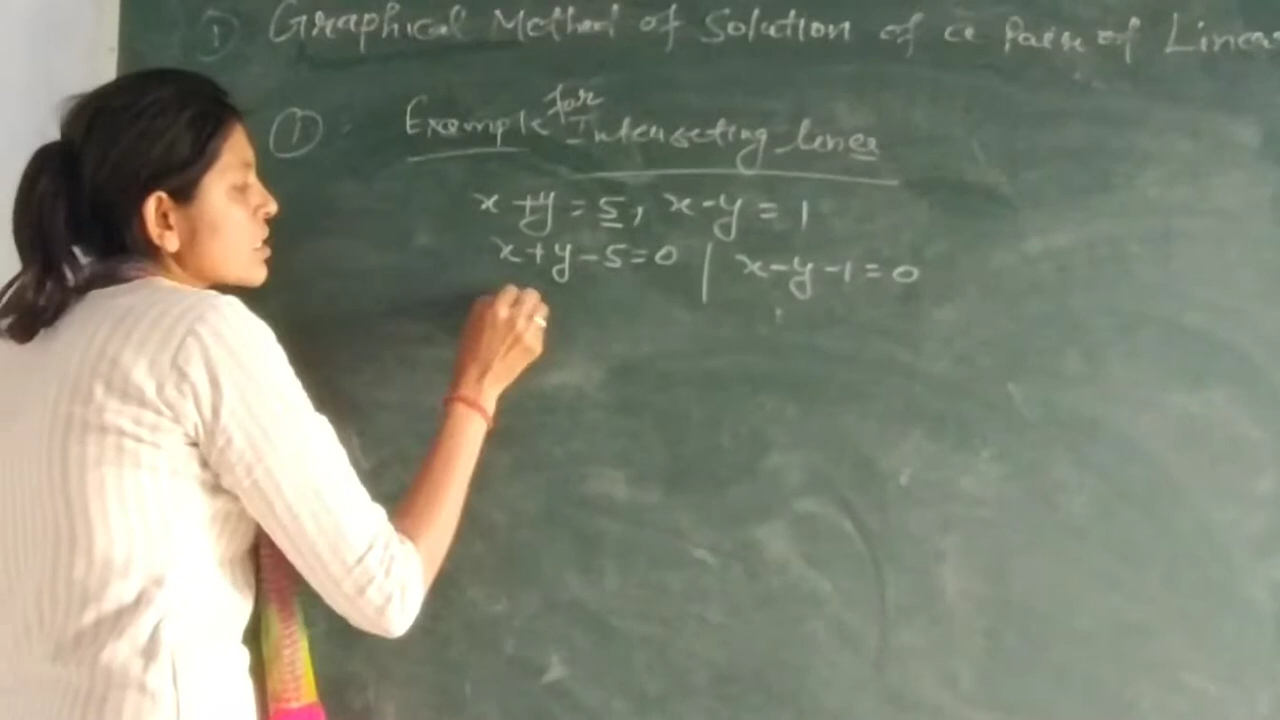 ① Graphical Method of Solution of a Pair of Linear
① Example for Interseting lines
x+y=5, x-y=1
x+y-5=0 | x-y-1=0